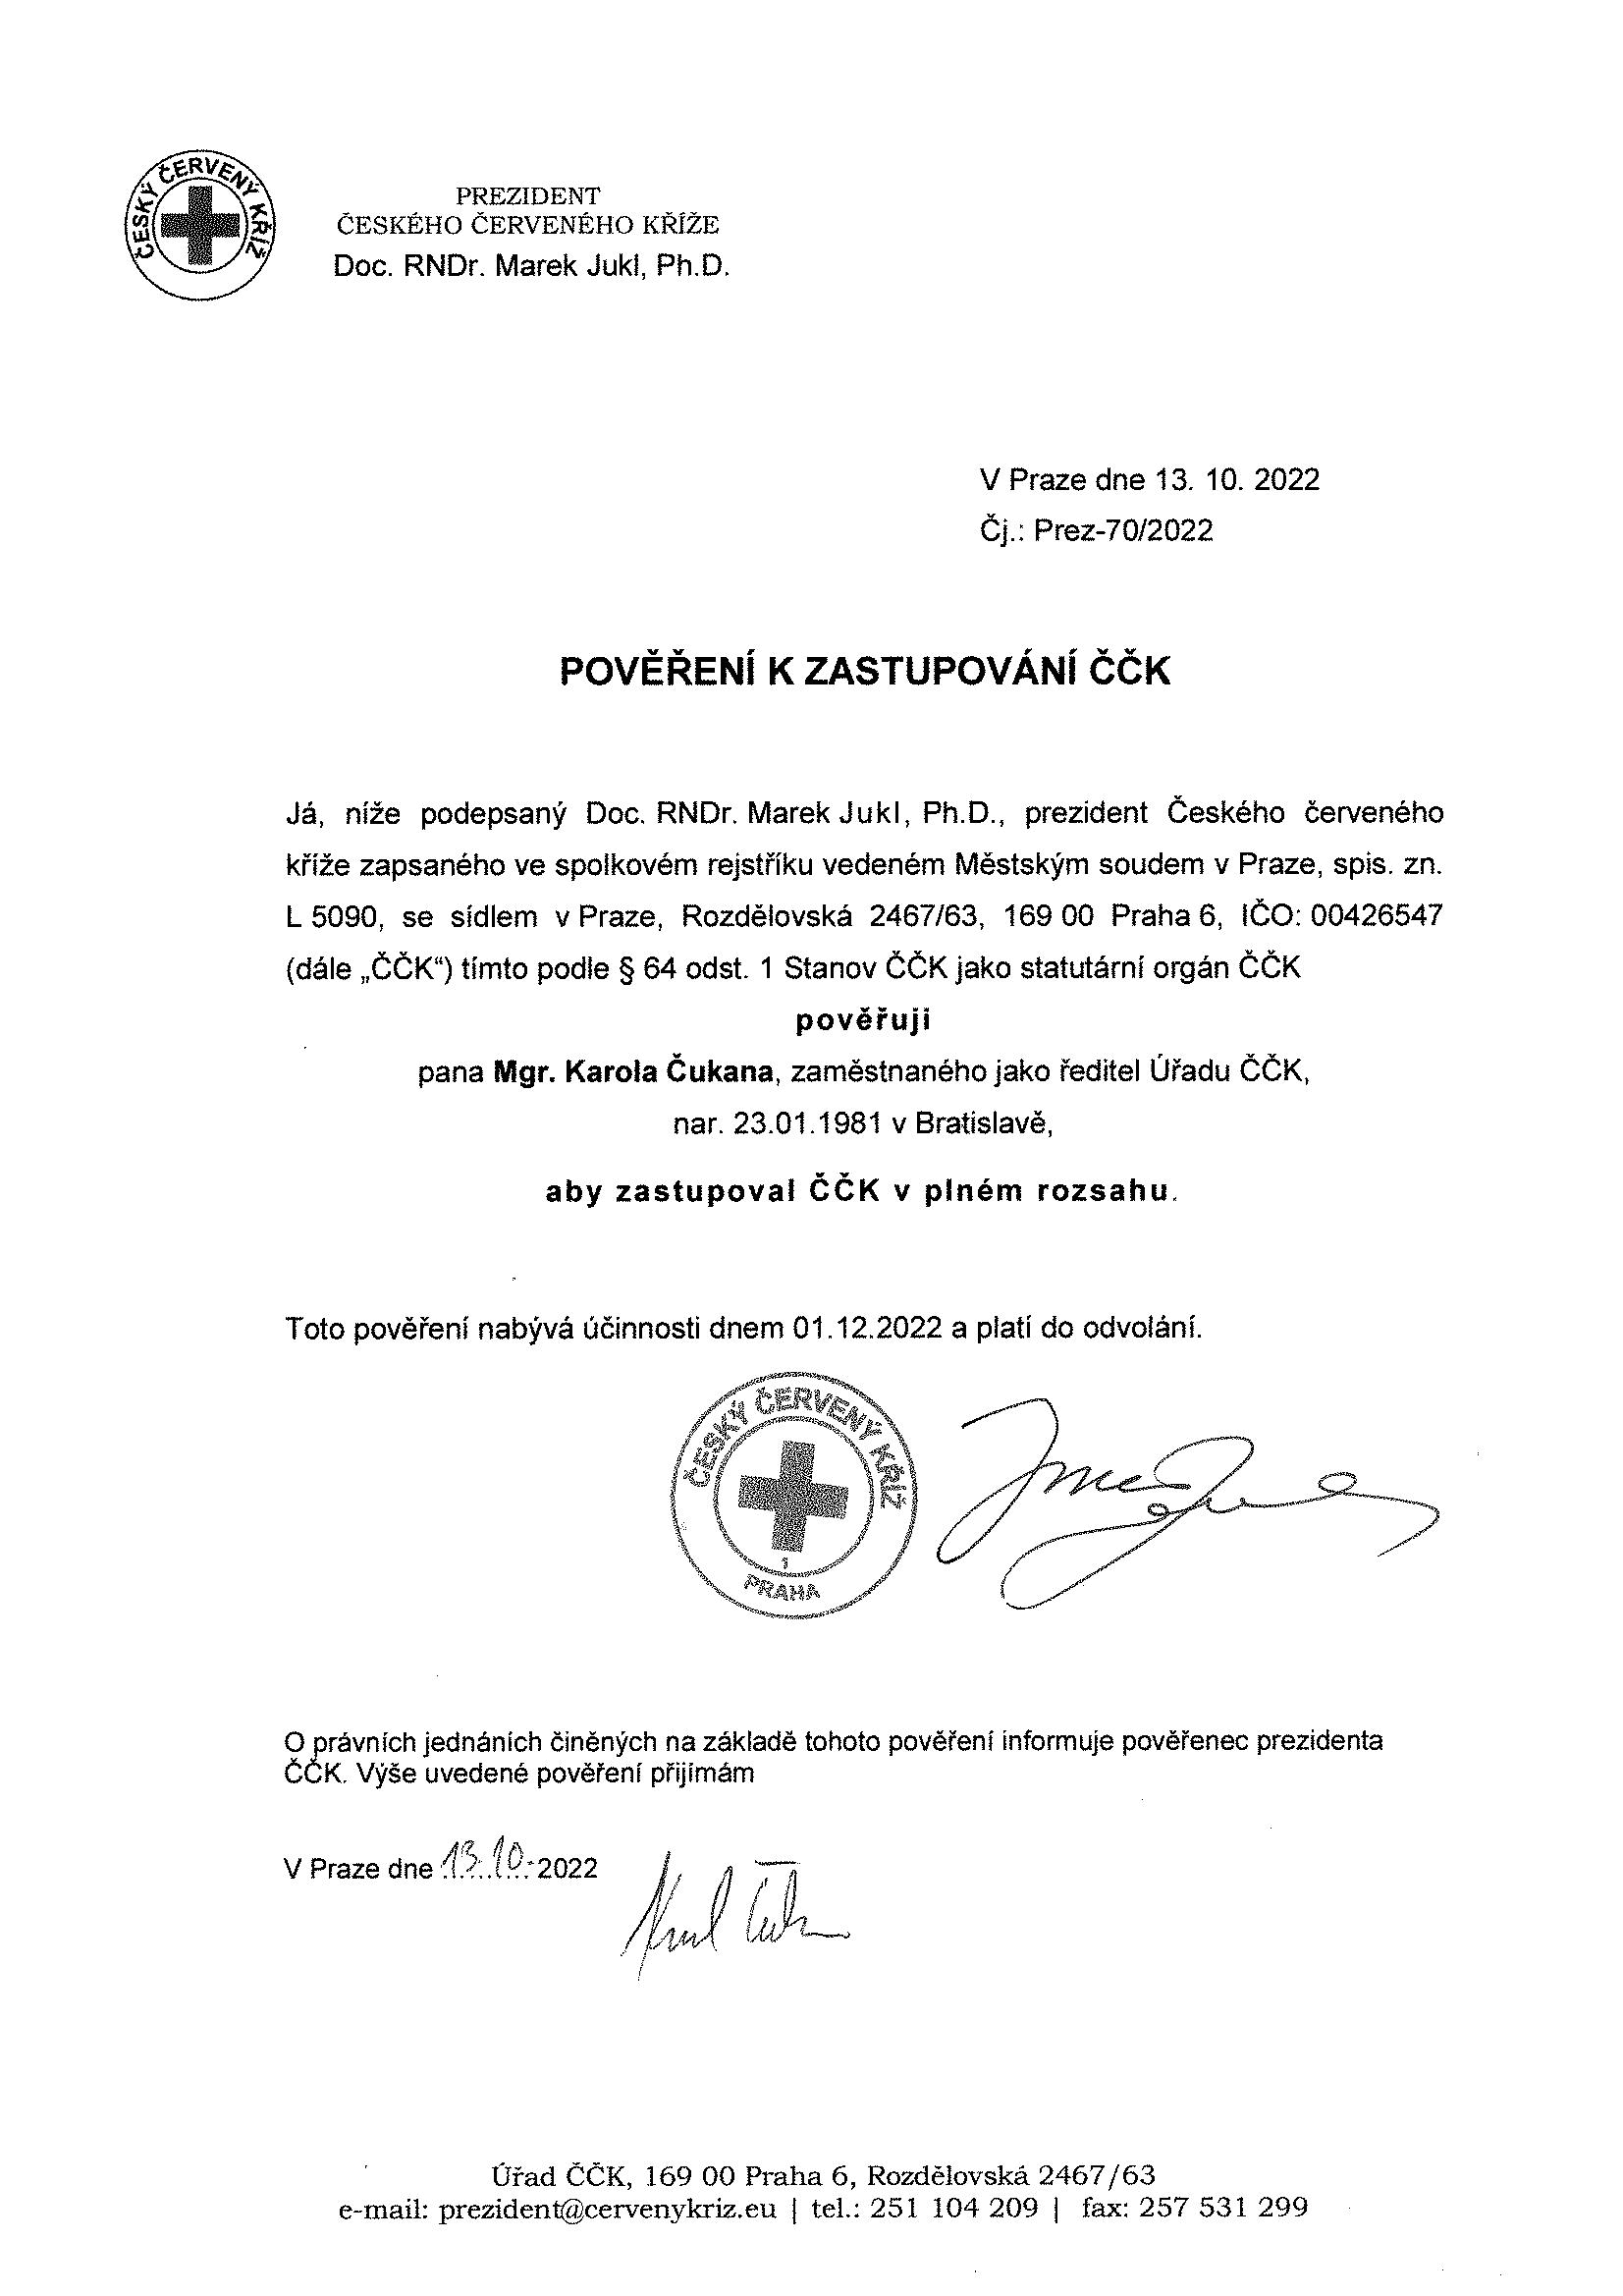 ČESKÝ ČERVENÝ KŘÍŽ
PREZIDENT
ČESKÉHO ČERVENÉHO KŘÍŽE
Doc. RNDr. Marek Jukl, Ph.D.
V Praze dne 13. 10. 2022
Čj.: Prez-70/2022
POVĚŘENÍ K ZASTUPOVÁNÍ ČČK
Já, níže podepsaný Doc. RNDr. Marek Jukl, Ph.D., prezident Českého červeného
kříže zapsaného ve spolkovém rejstříku vedeném Městským soudem v Praze, spis. zn.
L 5090, se sídlem v Praze, Rozdělovská 2467/63, 169 00 Praha 6, IČO: 00426547
(dále „ČČK“) tímto podle § 64 odst. 1 Stanov ČČK jako statutární orgán ČČK
pověřuji
pana Mgr. Karola Čukana, zaměstnaného jako ředitel Úřadu ČČK,
nar. 23.01.1981 v Bratislavě,
aby zastupoval ČČK v plném rozsahu.
Toto pověření nabývá účinnosti dnem 01.12.2022 a platí do odvolání.
ČESKÝ ČERVENÝ KŘÍŽ
1
PRAHA
O právních jednáních činěných na základě tohoto pověření informuje pověřenec prezidenta
ČČK. Výše uvedené pověření přijímám
V Praze dne 13.10.2022
Úřad ČČK, 169 00 Praha 6, Rozdělovská 2467/63
e-mail: prezident@cervenykriz.eu | tel.: 251 104 209 | fax: 257 531 299